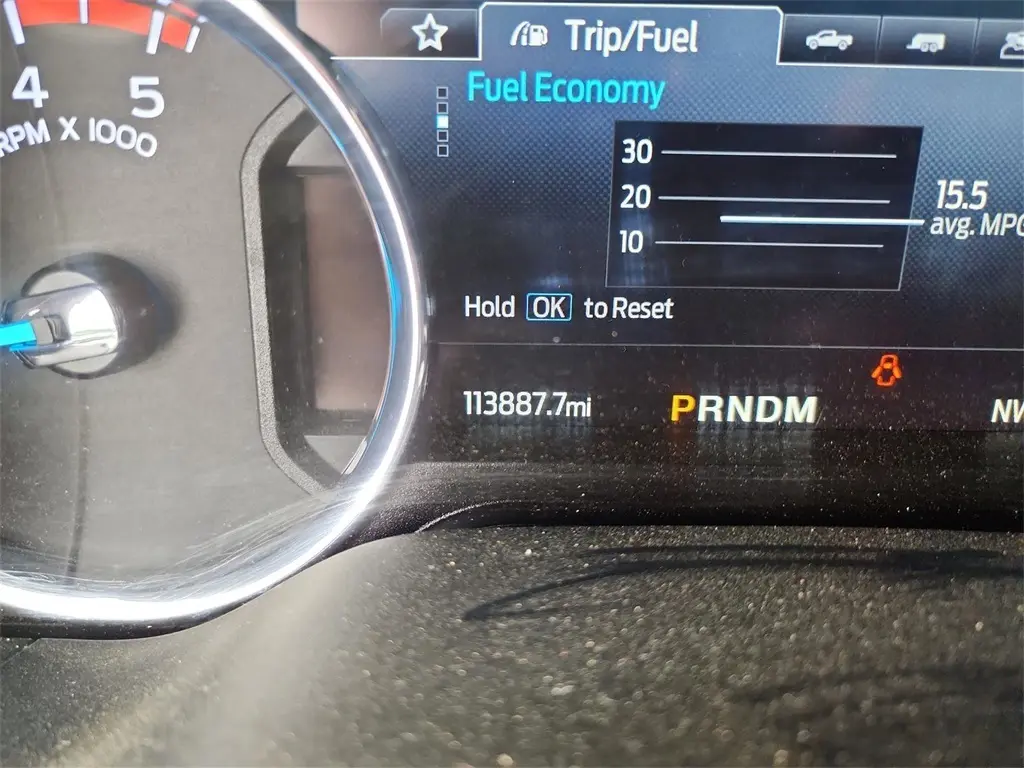 Trip/Fuel
Fuel Economy
30
20
10
15.5
avg. MPG
Hold OK to Reset
113887.7mi
PRNDM
NW
4 5
RPM X 1000